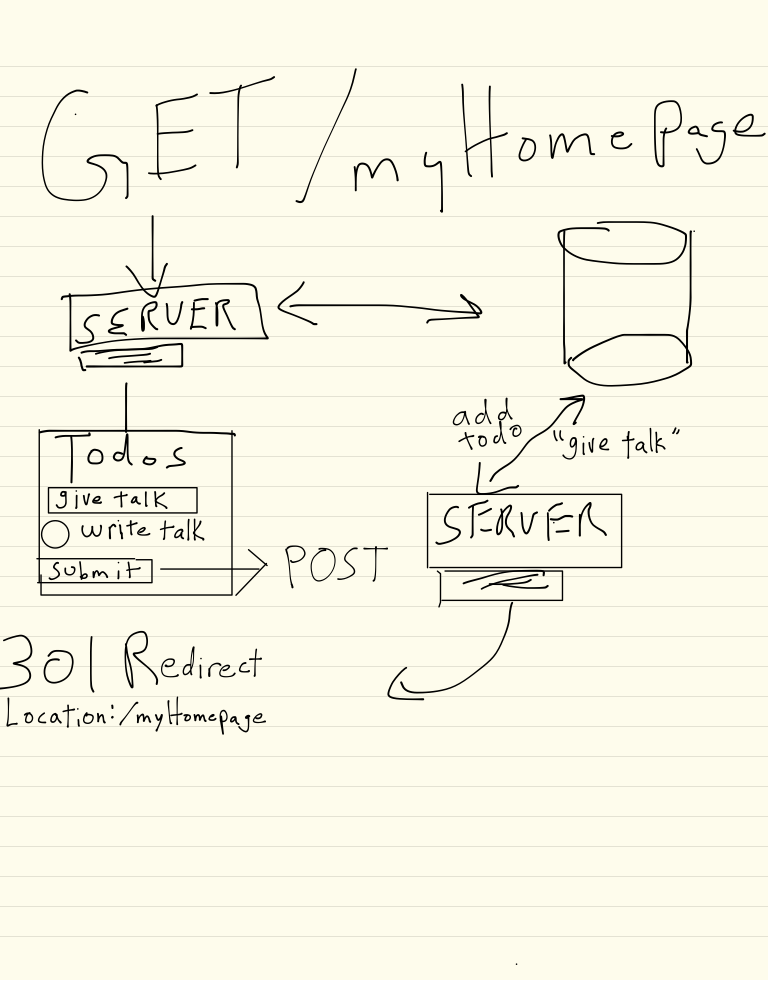 GET /myHomePage
SERVER
Todos
give talk
write talk
submit
POST
add
todo
"give talk"
SERVER
301 Redirect
Location:/myHomepage